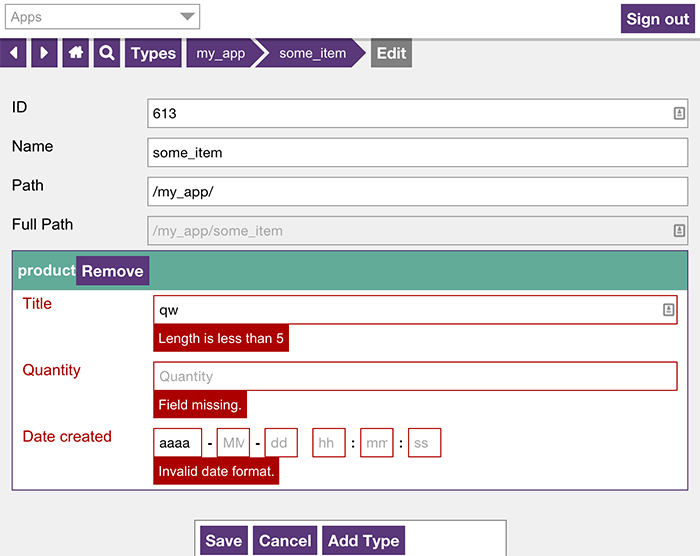 Apps
Sign out
Types my_app some_item Edit
ID 613
Name some_item
Path /my_app/
Full Path /my_app/some_item
product Remove
Title qw
Length is less than 5
Quantity Quantity
Field missing.
Date created aaaa - MM - dd hh : mm : ss
Invalid date format.
Save Cancel Add Type